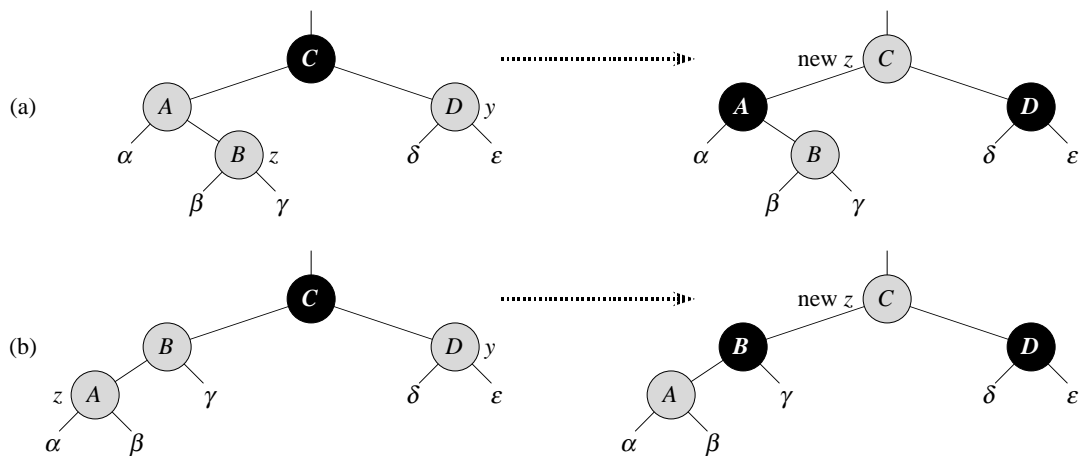 C new z C
(a) A D y A D
α B z δ ε α B δ ε
β γ β γ
C new z C
(b) B D y B D
z A γ δ ε A γ δ ε
α β α β